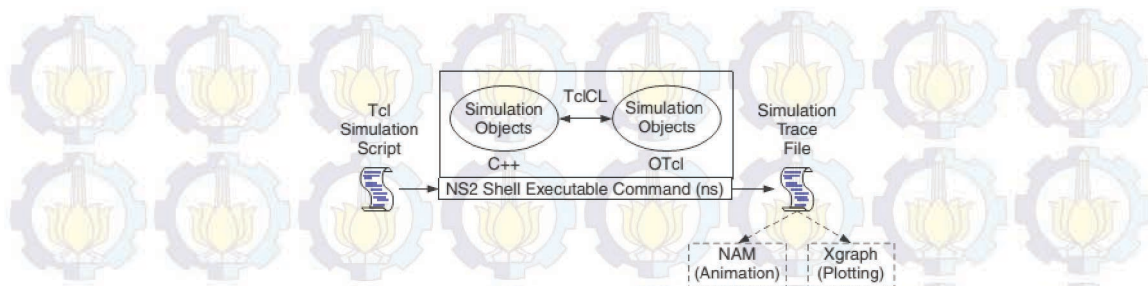 Tcl
Simulation
Script
TclCL
Simulation
Objects
Simulation
Objects
C++
OTcl
NS2 Shell Executable Command (ns)
Simulation
Trace
File
NAM
(Animation)
Xgraph
(Plotting)